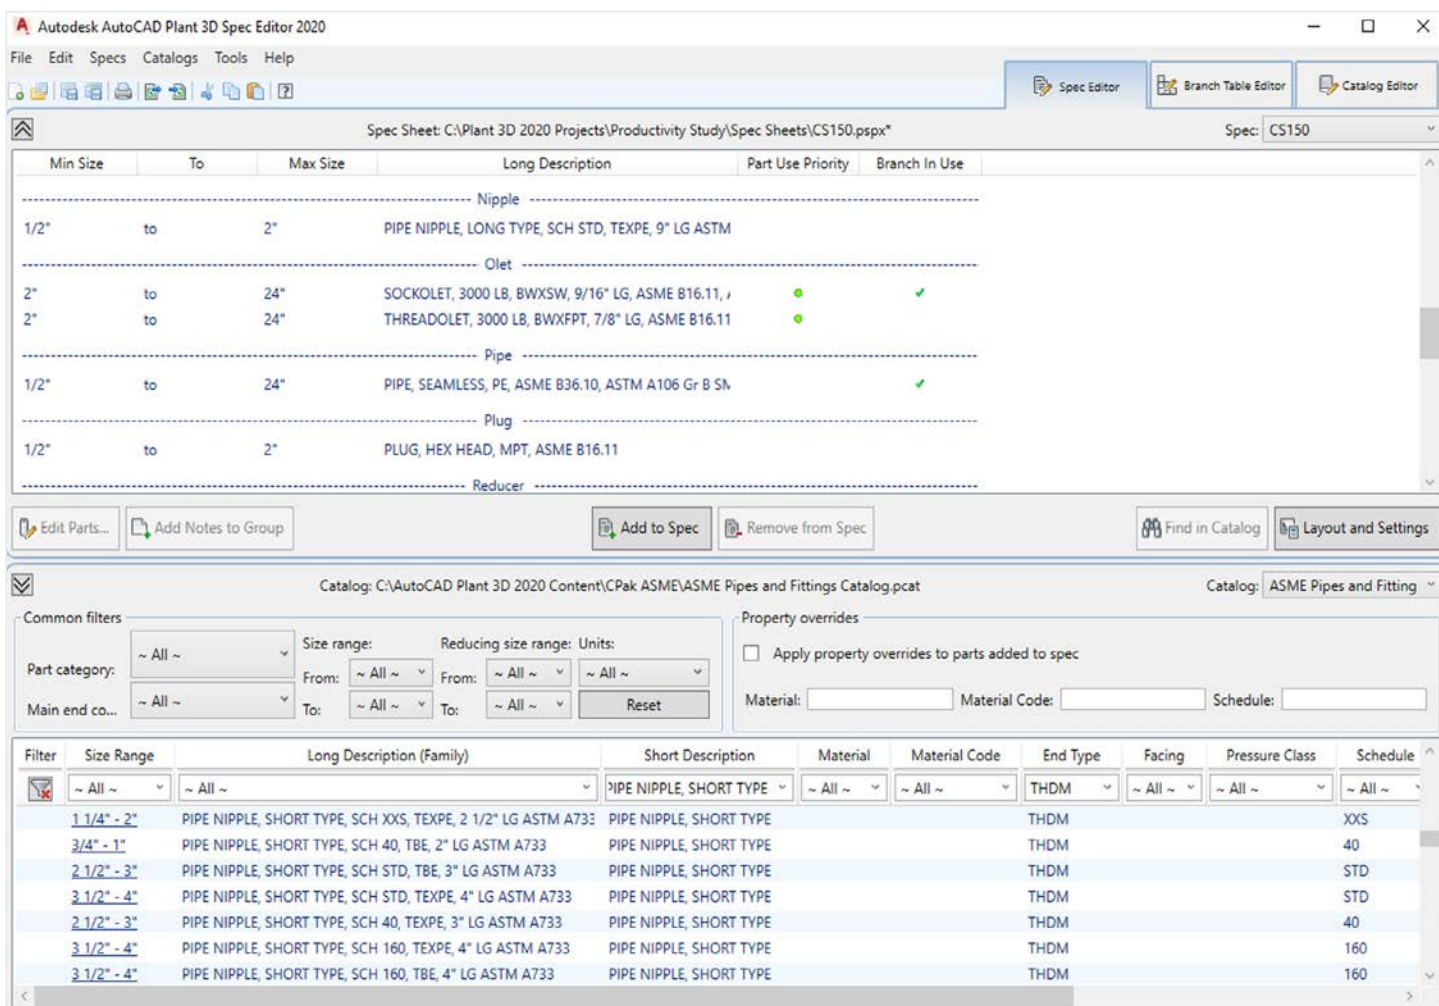 Autodesk AutoCAD Plant 3D Spec Editor 2020
File Edit Specs Catalogs Tools Help
Spec Editor Branch Table Editor Catalog Editor
Spec Sheet: C:\Plant 3D 2020 Projects\Productivity Study\Spec Sheets\CS150.pspx* Spec: CS150
Min Size To Max Size Long Description Part Use Priority Branch In Use
Nipple
1/2" to 2" PIPE NIPPLE, LONG TYPE, SCH STD, TEXPE, 9" LG ASTM
Olet
2" to 24" SOCKOLET, 3000 LB, BWXSW, 9/16" LG, ASME B16.11,
2" to 24" THREADOLET, 3000 LB, BWXFPT, 7/8" LG, ASME B16.11
Pipe
1/2" to 24" PIPE, SEAMLESS, PE, ASME B36.10, ASTM A106 Gr B
Plug
1/2" to 2" PLUG, HEX HEAD, MPT, ASME B16.11
Reducer
Edit Parts... Add Notes to Group Add to Spec Remove from Spec Find in Catalog Layout and Settings
Catalog: C:\AutoCAD Plant 3D 2020 Content\CPak ASME\ASME Pipes and Fittings Catalog.pcat Catalog: ASME Pipes and Fitting
Common filters Property overrides
Part category: ~ All ~ Size range: Reducing size range: Units:
From: ~ All ~ From: ~ All ~ ~ All ~ Apply property overrides to parts added to spec
Main end co... ~ All ~ To: ~ All ~ To: ~ All ~ Reset Material: Material Code: Schedule:
Filter Size Range Long Description (Family) Short Description Material Material Code End Type Facing Pressure Class Schedule
~ All ~ ~ All ~ PIPE NIPPLE, SHORT TYPE ~ All ~ ~ All ~ THDM ~ All ~ ~ All ~ ~ All ~
1 1/4" - 2" PIPE NIPPLE, SHORT TYPE, SCH XXS, TEXPE, 2 1/2" LG ASTM A733 PIPE NIPPLE, SHORT TYPE THDM XXS
3/4" - 1" PIPE NIPPLE, SHORT TYPE, SCH 40, TBE, 2" LG ASTM A733 PIPE NIPPLE, SHORT TYPE THDM 40
2 1/2" - 3" PIPE NIPPLE, SHORT TYPE, SCH STD, TBE, 3" LG ASTM A733 PIPE NIPPLE, SHORT TYPE THDM STD
3 1/2" - 4" PIPE NIPPLE, SHORT TYPE, SCH STD, TEXPE, 4" LG ASTM A733 PIPE NIPPLE, SHORT TYPE THDM STD
2 1/2" - 3" PIPE NIPPLE, SHORT TYPE, SCH 40, TEXPE, 3" LG ASTM A733 PIPE NIPPLE, SHORT TYPE THDM 40
3 1/2" - 4" PIPE NIPPLE, SHORT TYPE, SCH 160, TEXPE, 4" LG ASTM A733 PIPE NIPPLE, SHORT TYPE THDM 160
3 1/2" - 4" PIPE NIPPLE, SHORT TYPE, SCH 160, TBE, 4" LG ASTM A733 PIPE NIPPLE, SHORT TYPE THDM 160